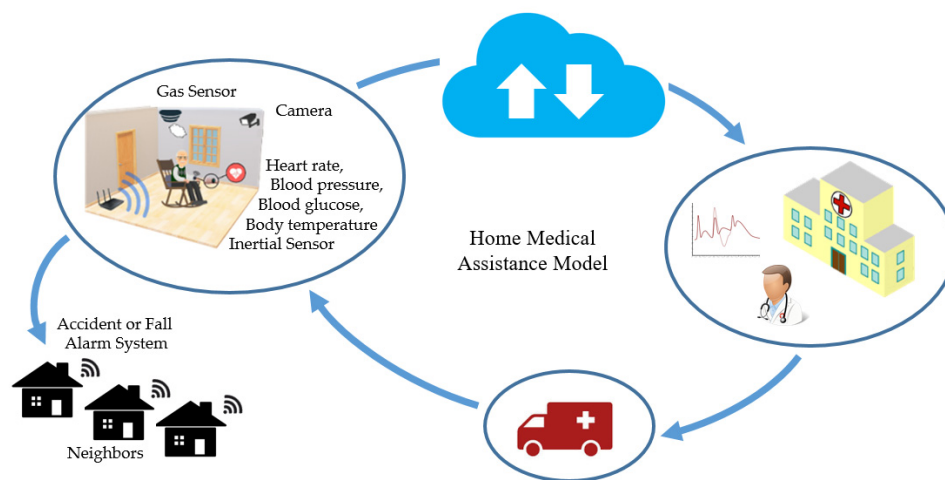 Gas Sensor
Camera
Heart rate,
Blood pressure,
Blood glucose,
Body temperature
Inertial Sensor
Home Medical
Assistance Model
Accident or Fall
Alarm System
Neighbors